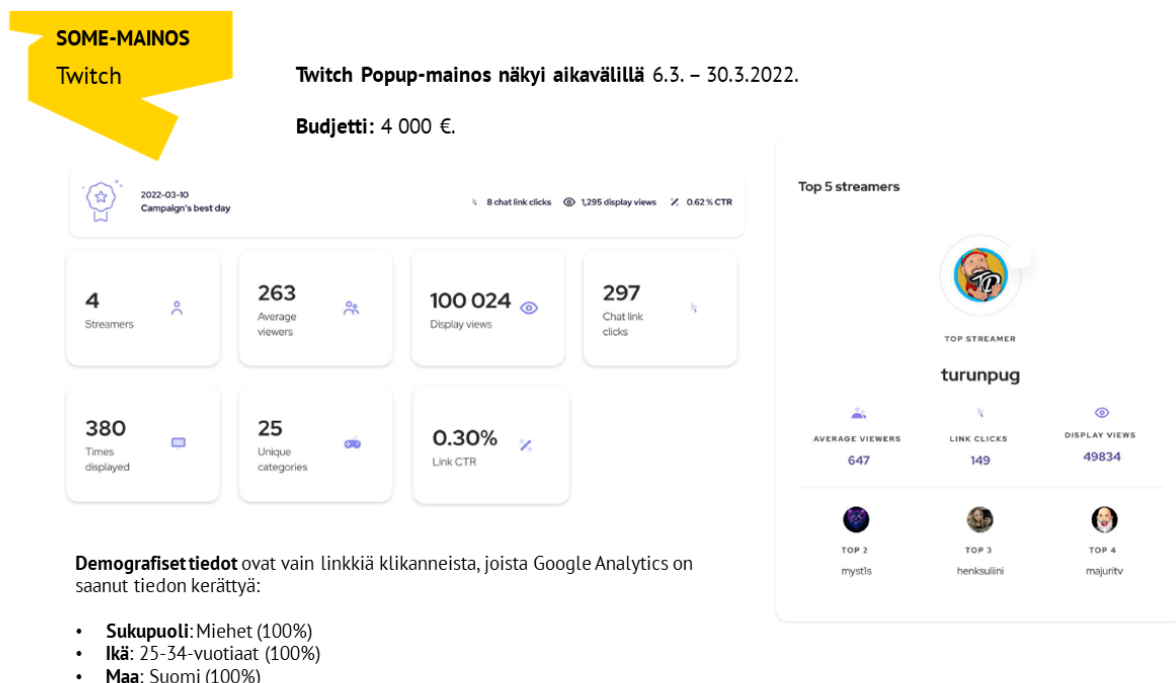 SOME-MAINOS
Twitch
Twitch Popup-mainos näkyi aikavälillä 6.3. – 30.3.2022.
Budjetti: 4 000 €.
2022-03-10
Campaign's best day
8 chat link clicks 1,295 display views 0.62 % CTR
4
Streamers
263
Average
viewers
100 024
Display views
297
Chat link
clicks
380
Times
displayed
25
Unique
categories
0.30%
Link CTR
Top 5 streamers
TD
TOP STREAMER
turunpug
AVERAGE VIEWERS
647
LINK CLICKS
149
DISPLAY VIEWS
49834
TOP 2
myst1s
TOP 3
henksuliini
TOP 4
majuritv
Demografiset tiedot ovat vain linkkiä klikanneista, joista Google Analytics on
saanut tiedon kerättyä:
• Sukupuoli: Miehet (100%)
• Ikä: 25-34-vuotiaat (100%)
• Maa: Suomi (100%)